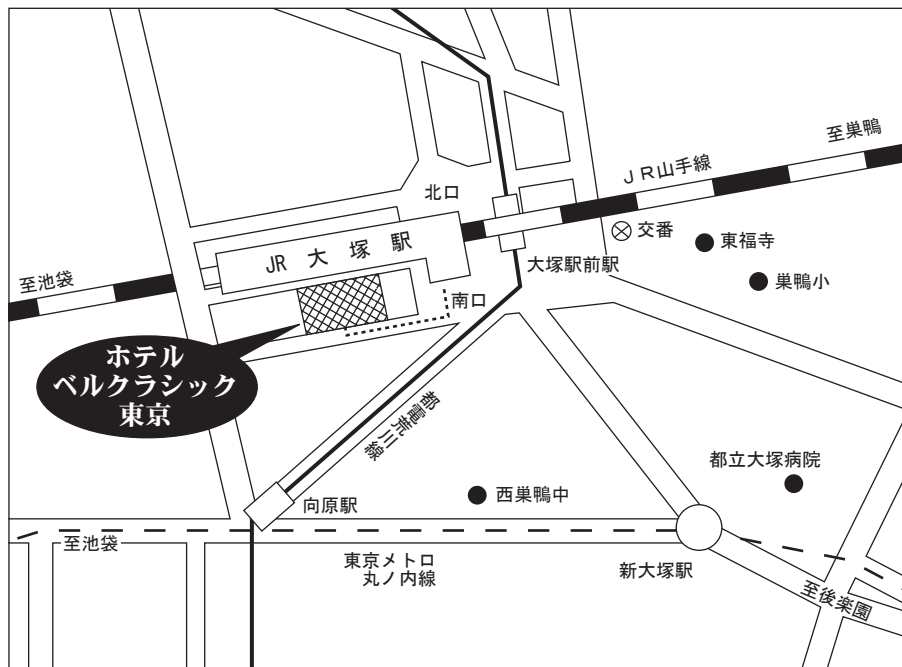 至巣鴨
ＪＲ山手線
北口
交番
東福寺
JR 大 塚 駅
大塚駅前駅
巣鴨小
至池袋
南口
ホテル
ベルクラシック
東京
都電荒川線
都立大塚病院
西巣鴨中
向原駅
至池袋
東京メトロ
丸ノ内線
新大塚駅
至後楽園